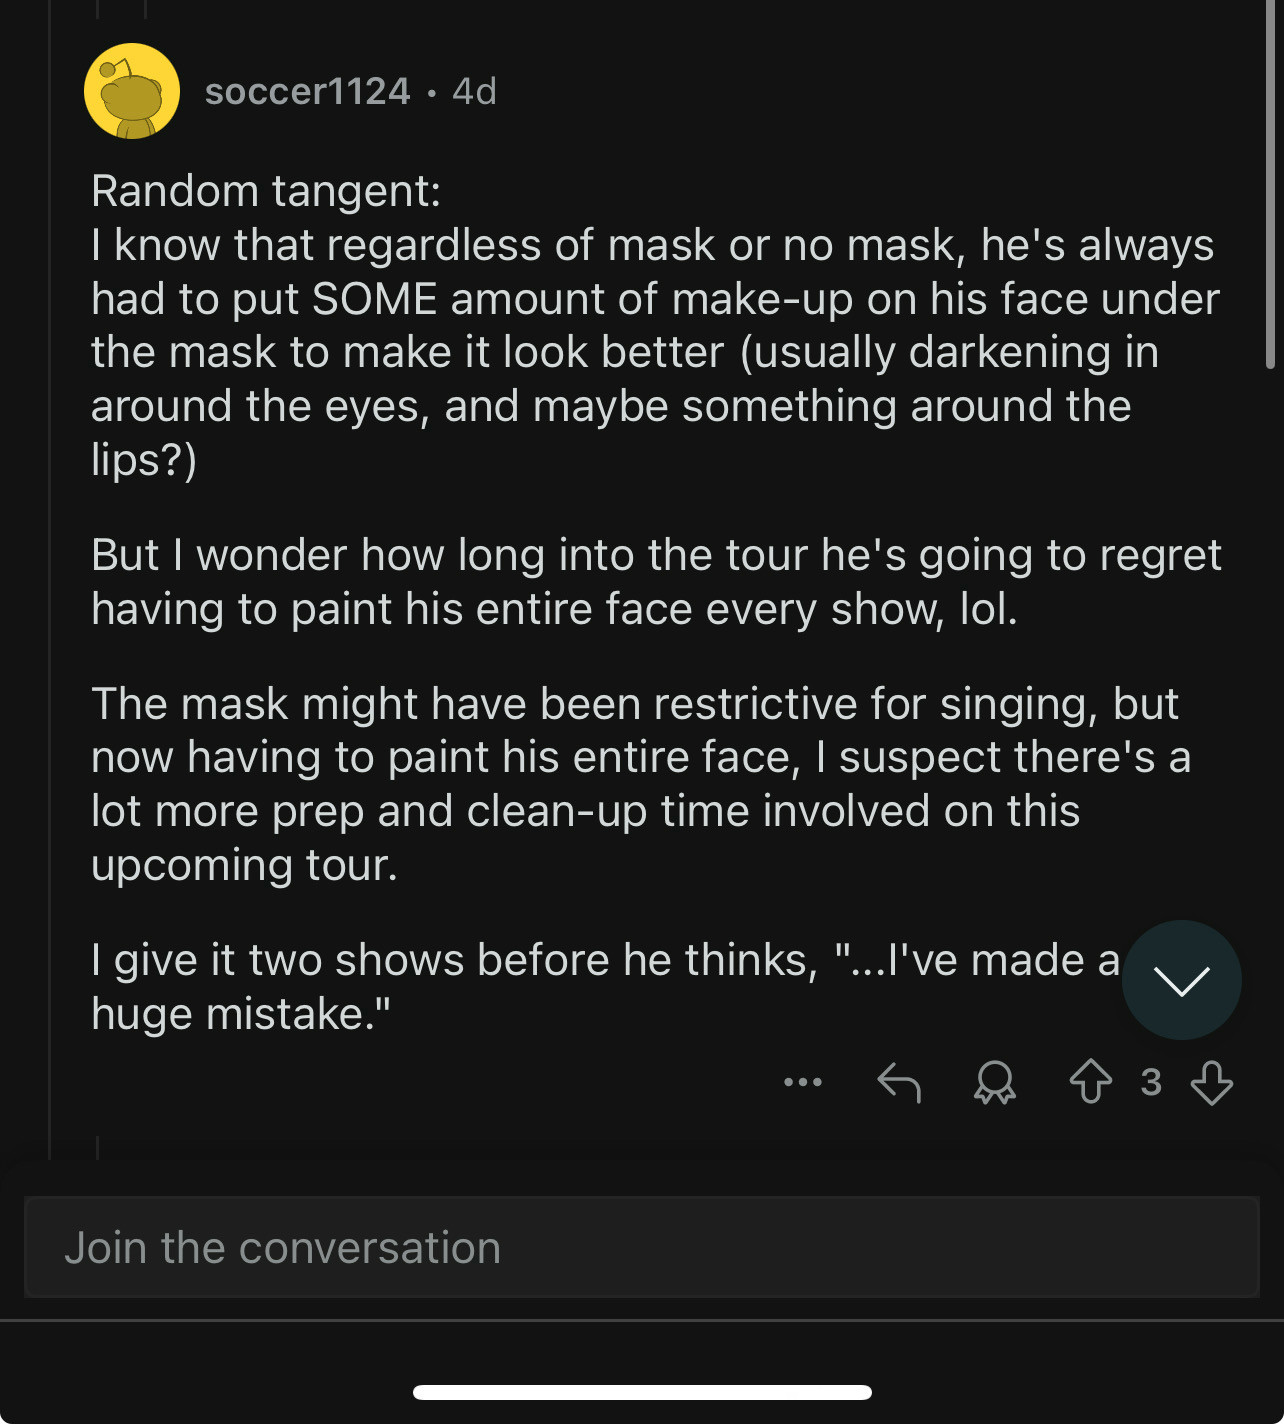 soccer1124 • 4d
Random tangent:
I know that regardless of mask or no mask, he's always
had to put SOME amount of make-up on his face under
the mask to make it look better (usually darkening in
around the eyes, and maybe something around the
lips?)
But I wonder how long into the tour he's going to regret
having to paint his entire face every show, lol.
The mask might have been restrictive for singing, but
now having to paint his entire face, I suspect there's a
lot more prep and clean-up time involved on this
upcoming tour.
I give it two shows before he thinks, "...I've made a
huge mistake."
3
Join the conversation